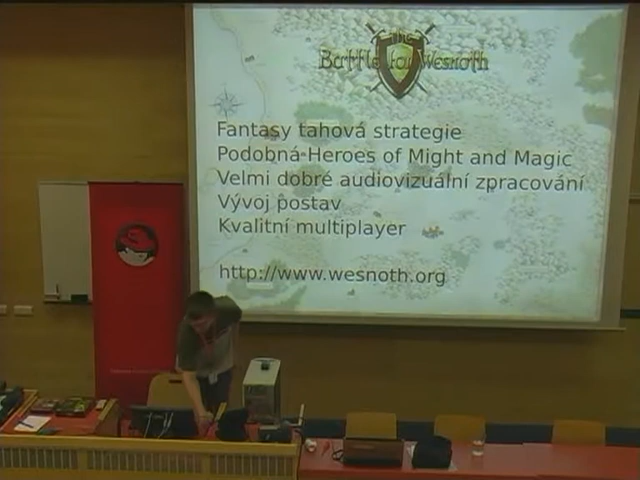 The
Battle for Wesnoth
Fantasy tahová strategie
Podobná Heroes of Might and Magic
Velmi dobré audiovizuální zpracování
Vývoj postav
Kvalitní multiplayer
http://www.wesnoth.org